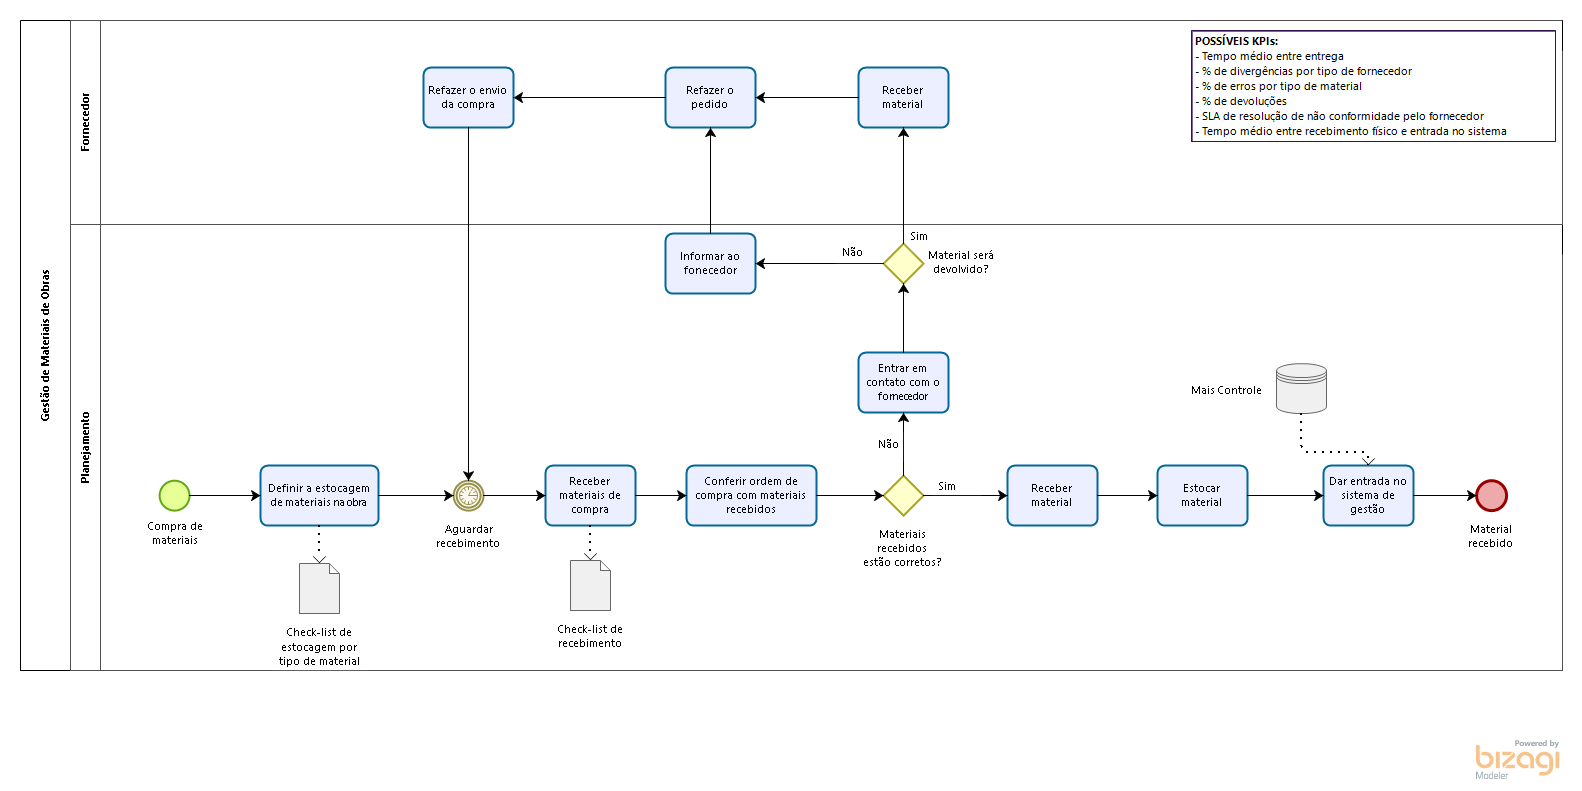 POSSÍVEIS KPIs:
- Tempo médio entre entrega
- % de divergências por tipo de fornecedor
- % de erros por tipo de material
- % de devoluções
- SLA de resolução de não conformidade pelo fornecedor
- Tempo médio entre recebimento físico e entrada no sistema
Gestão de Materiais de Obras
Fornecedor
Refazer o envio
da compra
Refazer o
pedido
Receber
material
Planejamento
Sim
Não
Material será
devolvido?
Informar ao
fonecedor
Entrar em
contato com o
fornecedor
Não
Mais Controle
Compra de
materiais
Definir a estocagem
de materiais na obra
Aguardar
recebimento
Receber
materiais de
compra
Conferir ordem de
compra com materiais
recebidos
Sim
Materiais
recebidos
estão corretos?
Receber
material
Estocar
material
Dar entrada no
sistema de
gestão
Material
recebido
Check-list de
estocagem por
tipo de material
Check-list de
recebimento
Powered by
bizagi
Modeler